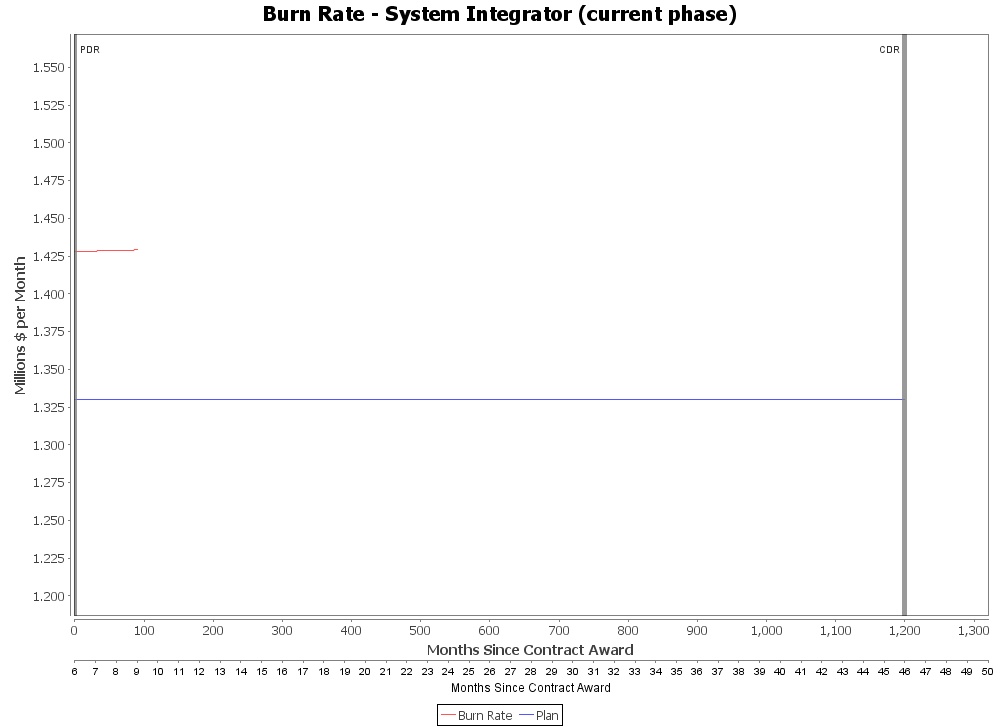 Burn Rate - System Integrator (current phase)
PDR
CDR
1.550
1.525
1.500
1.475
1.450
1.425
1.400
1.375
1.350
1.325
1.300
1.275
1.250
1.225
1.200
Millions $ per Month
0 100 200 300 400 500 600 700 800 900 1,000 1,100 1,200 1,300
Months Since Contract Award
6 7 8 9 10 11 12 13 14 15 16 17 18 19 20 21 22 23 24 25 26 27 28 29 30 31 32 33 34 35 36 37 38 39 40 41 42 43 44 45 46 47 48 49 50
Months Since Contract Award
Burn Rate Plan